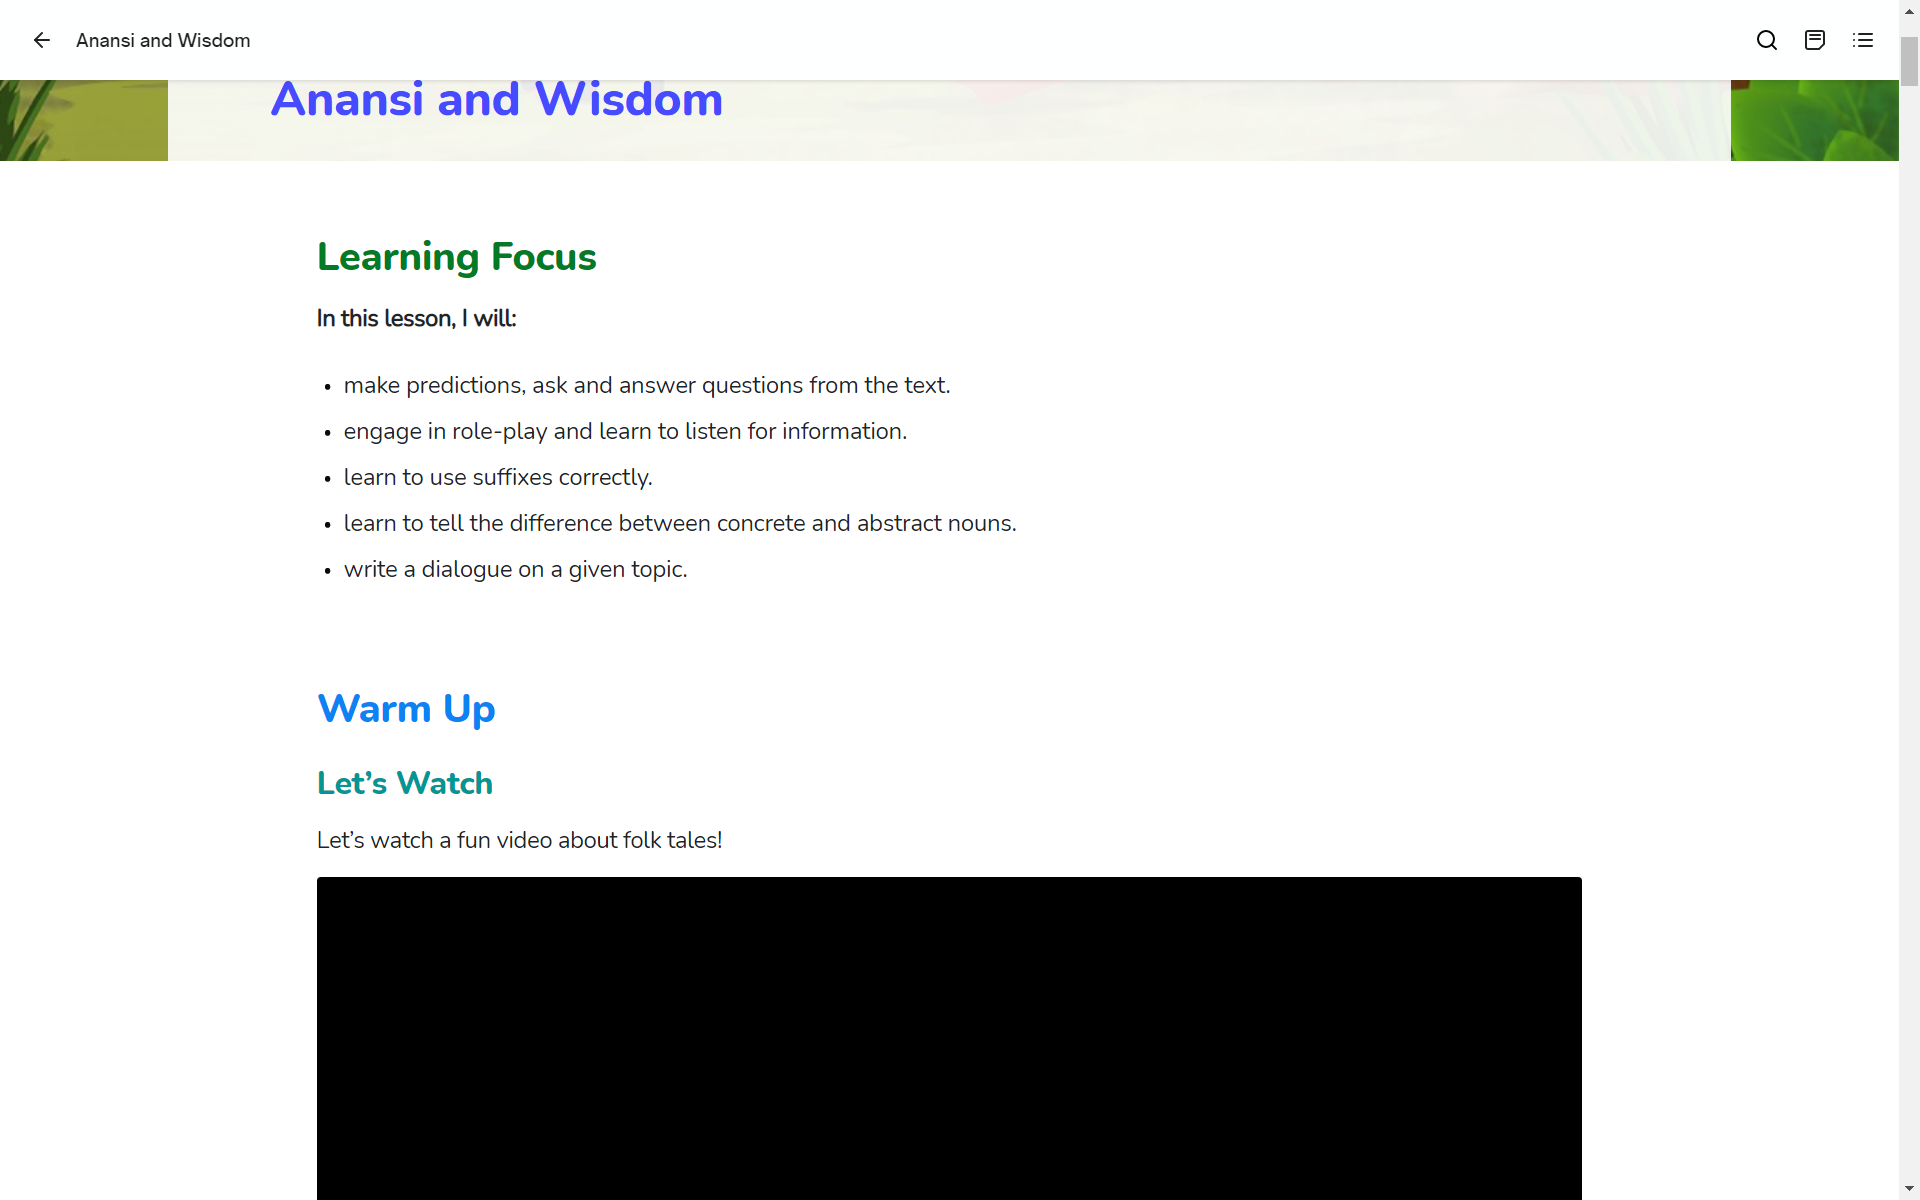 Anansi and Wisdom
Anansi and Wisdom
Learning Focus
In this lesson, I will:
• make predictions, ask and answer questions from the text.
• engage in role-play and learn to listen for information.
• learn to use suffixes correctly.
• learn to tell the difference between concrete and abstract nouns.
• write a dialogue on a given topic.
Warm Up
Let’s Watch
Let’s watch a fun video about folk tales!